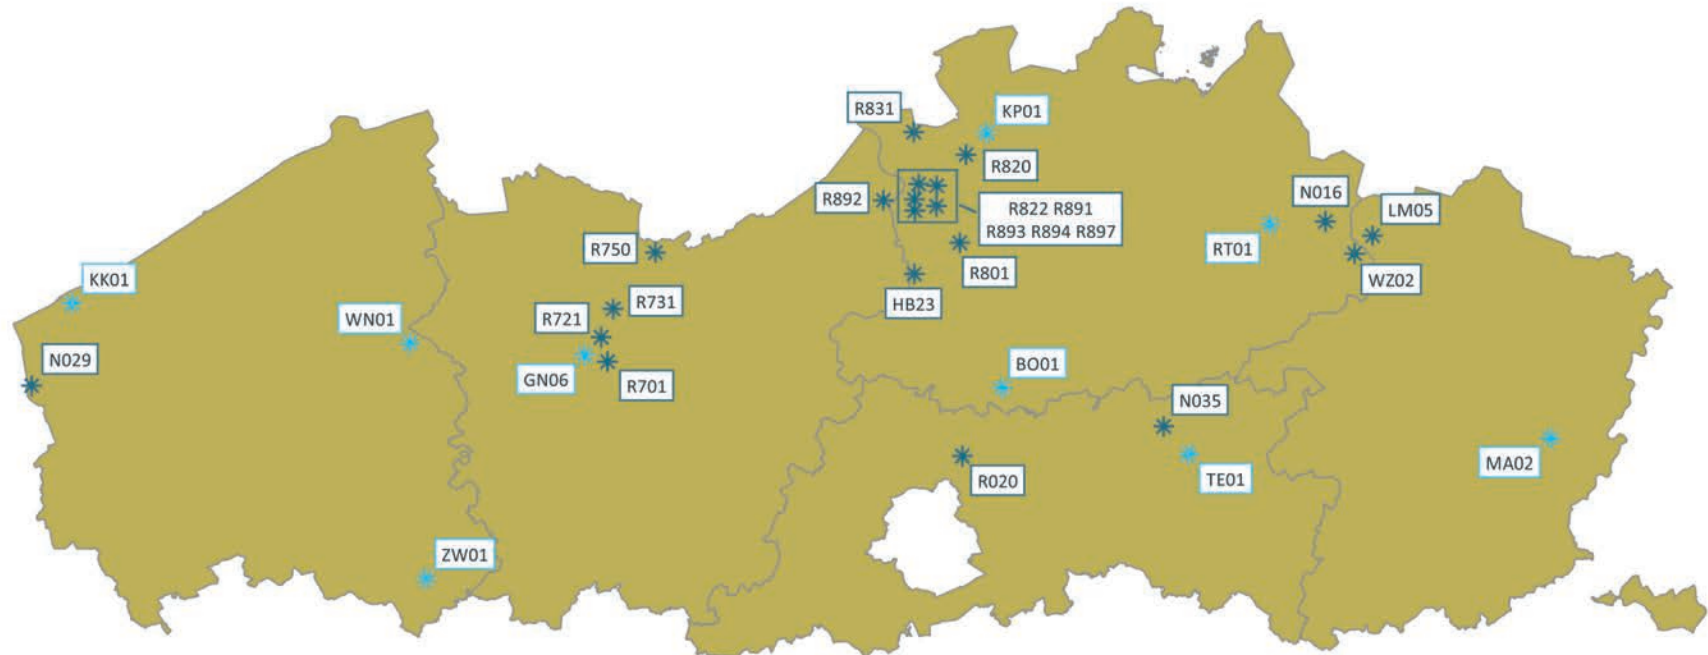 R831
KP01
R820
R892
R822 R891
R893 R894 R897
N016
LM05
RT01
WZ02
R750
R801
KK01
HB23
R731
WN01
R721
N029
GN06
R701
BO01
N035
R020
TE01
MA02
ZW01